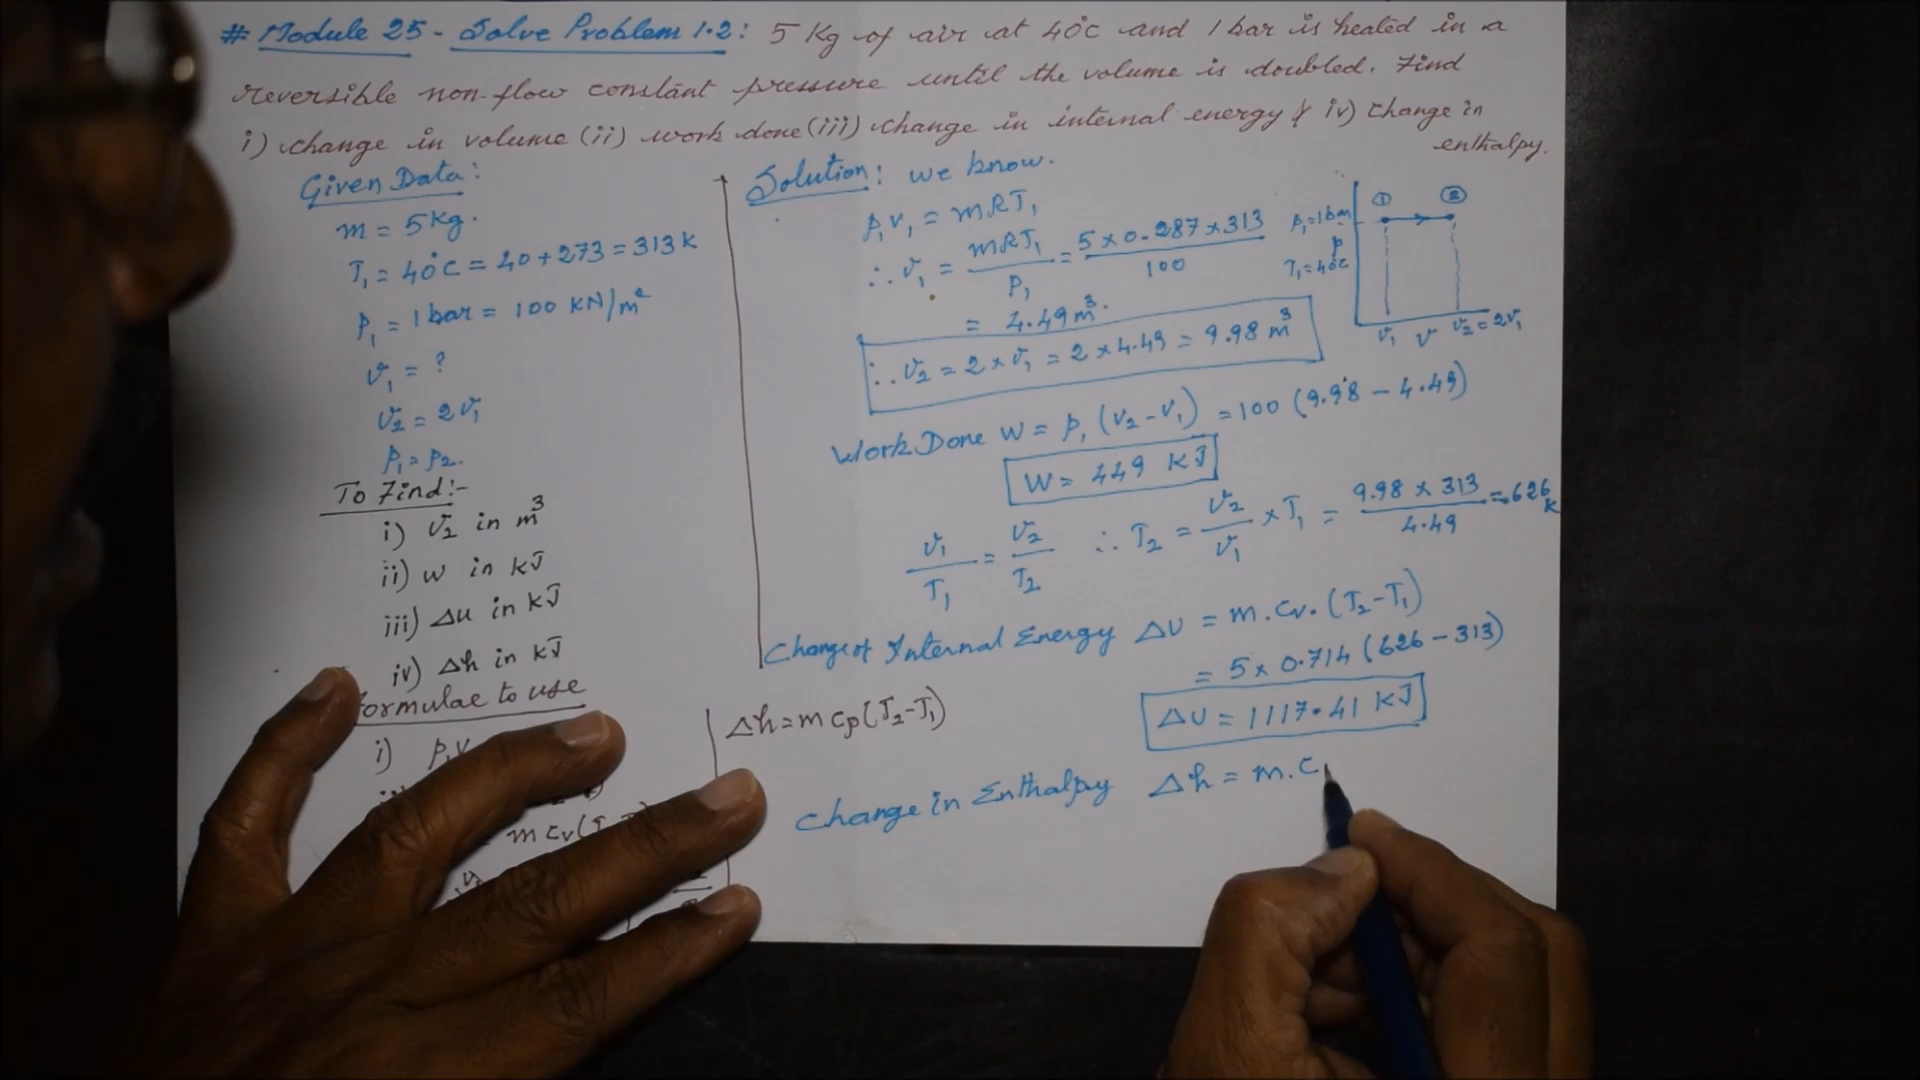 # Module 25 - Solve Problem 1.2: 5 Kg of air at 40°C and 1 bar is heated in a
reversible non-flow constant pressure until the volume is doubled. Find
i) change in volume (ii) work done (iii) change in internal energy & iv) change in
enthalpy.
Given Data:
m = 5 Kg.
T₁ = 40°C = 40 + 273 = 313 K
P₁ = 1 bar = 100 KN/m²
v₁ = ?
v₂ = 2 v₁
P₁ = P₂.
To Find:-
i) v₂ in m³
ii) w in kJ
iii) Δu in kJ
iv) Δh in kJ
Formulae to use
i) P₁v
m cv (T
Δh = m cp (T₂ - T₁)
Solution: we know.
P₁v₁ = mRT₁
∴ v₁ = mRT₁ / P₁ = 5 x 0.287 x 313 / 100
= 4.49 m³.
∴ v₂ = 2 x v₁ = 2 x 4.49 = 9.98 m³
P₁ = 1 bar
P
T₁ = 40°C
① ②
v₁ v v₂ = 2v₁
Work Done W = P₁ (v₂ - v₁) = 100 (9.98 - 4.49)
W = 449 KJ
v₁ / T₁ = v₂ / T₂ ∴ T₂ = v₂ / v₁ x T₁ = 9.98 x 313 / 4.49 = 626 K
Change of Internal Energy ΔU = m. cv. (T₂ - T₁)
= 5 x 0.714 (626 - 313)
ΔU = 1117.41 KJ
change in Enthalpy Δh = m. c